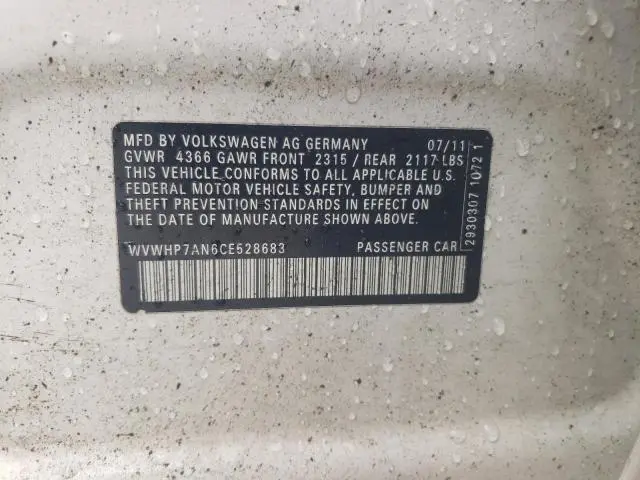 MFD BY VOLKSWAGEN AG GERMANY 07/11
GVWR 4366 GAWR FRONT 2315 / REAR 2117 LBS
THIS VEHICLE CONFORMS TO ALL APPLICABLE U.S.
FEDERAL MOTOR VEHICLE SAFETY, BUMPER AND
THEFT PREVENTION STANDARDS IN EFFECT ON
THE DATE OF MANUFACTURE SHOWN ABOVE.
WVWHP7AN6CE528683 PASSENGER CAR
2930307 1072 1